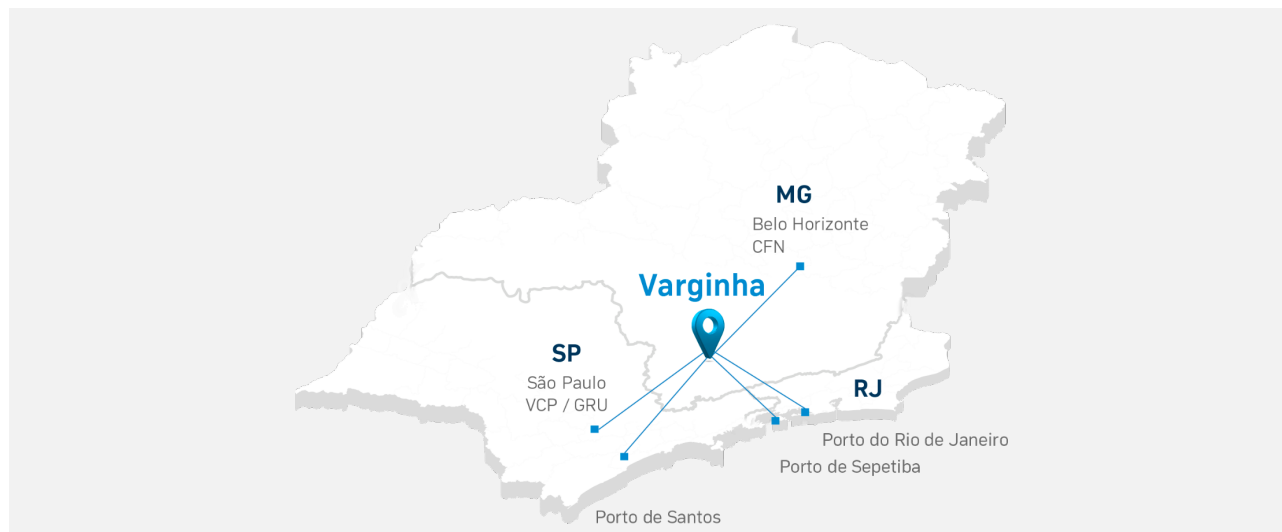 MG
Belo Horizonte
CFN
Varginha
SP
São Paulo
VCP / GRU
RJ
Porto do Rio de Janeiro
Porto de Sepetiba
Porto de Santos